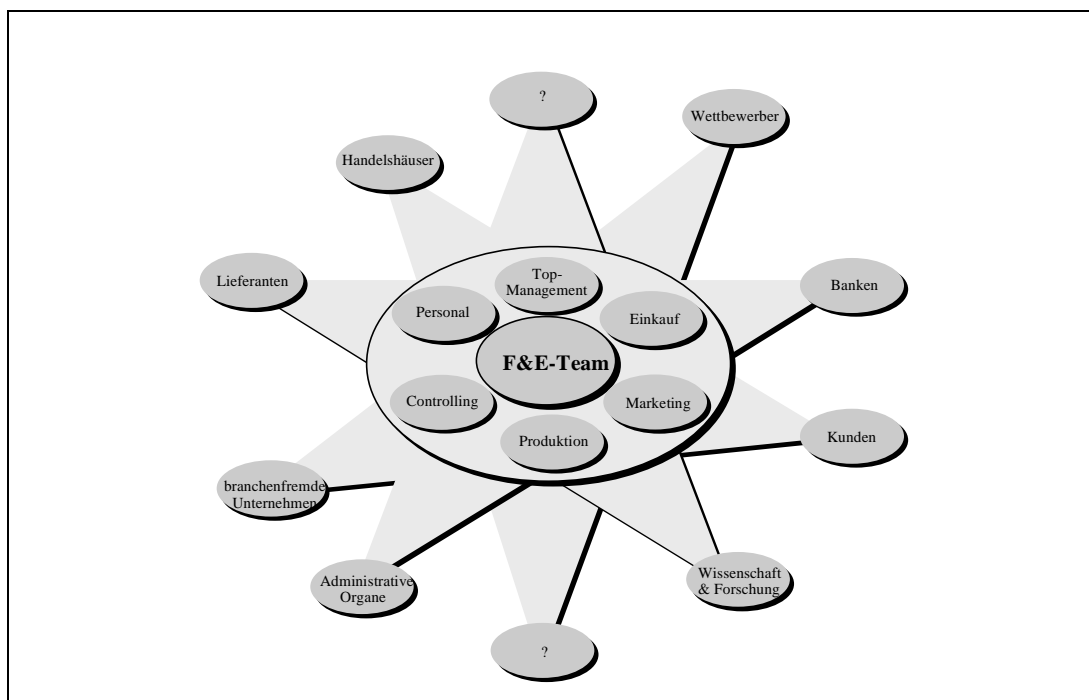 ?
Wettbewerber
Handelshäuser
Lieferanten
Top-
Management
Banken
Personal
Einkauf
F&E-Team
Controlling
Marketing
Produktion
Kunden
branchenfremde
Unternehmen
Administrative
Organe
Wissenschaft
& Forschung
?